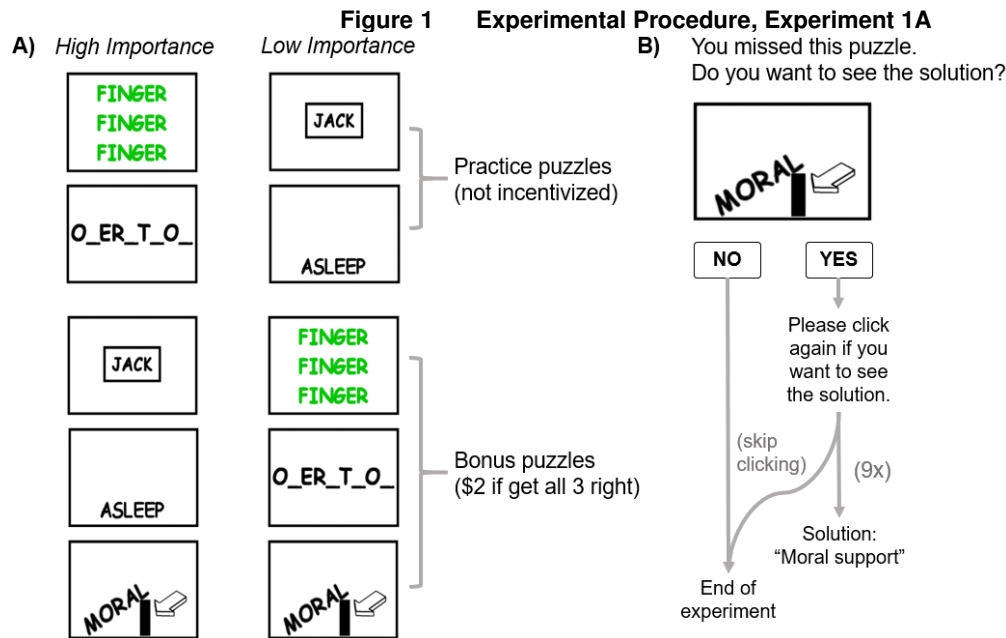 Figure 1 Experimental Procedure, Experiment 1A
A) High Importance Low Importance
FINGER
FINGER
FINGER
O_ER_T_O_
JACK
ASLEEP
Practice puzzles
(not incentivized)
JACK
ASLEEP
MORAL
FINGER
FINGER
FINGER
O_ER_T_O_
MORAL
Bonus puzzles
($2 if get all 3 right)
B) You missed this puzzle.
Do you want to see the solution?
MORAL
NO
YES
Please click
again if you
want to see
the solution.
(skip
clicking)
(9x)
Solution:
“Moral support”
End of
experiment